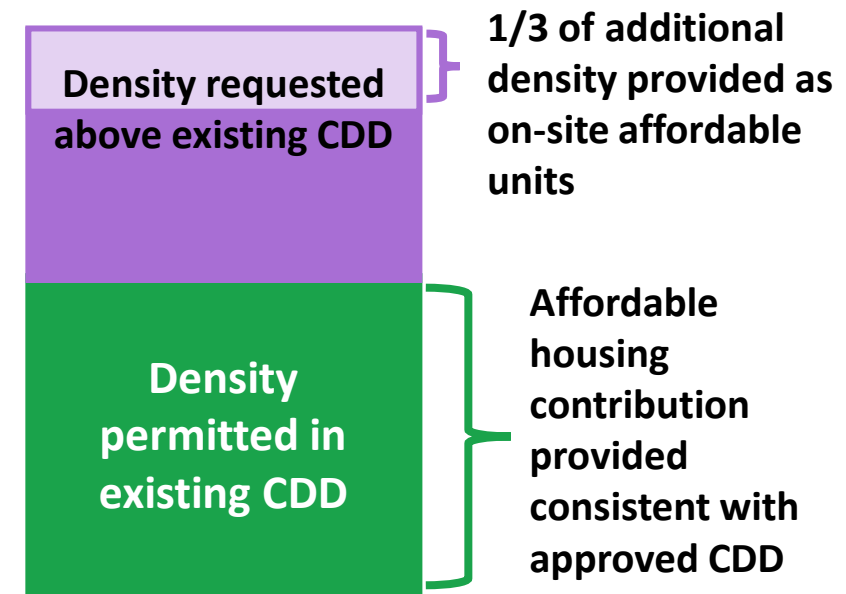 Density requested
above existing CDD
1/3 of additional
density provided as
on-site affordable
units
Density
permitted in
existing CDD
Affordable
housing
contribution
provided
consistent with
approved CDD